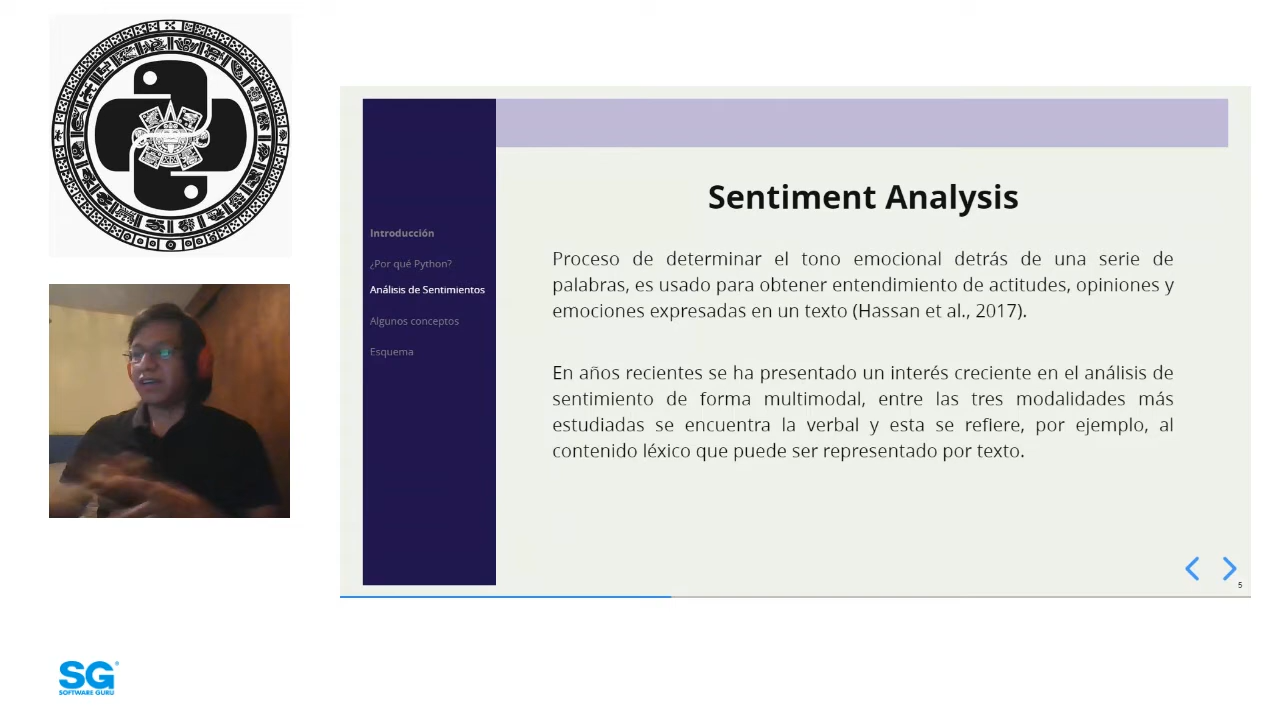 Sentiment Analysis
Introducción
¿Por qué Python?
Análisis de Sentimientos
Algunos conceptos
Esquema
Proceso de determinar el tono emocional detrás de una serie de
palabras, es usado para obtener entendimiento de actitudes, opiniones y
emociones expresadas en un texto (Hassan et al., 2017).
En años recientes se ha presentado un interés creciente en el análisis de
sentimiento de forma multimodal, entre las tres modalidades más
estudiadas se encuentra la verbal y esta se refiere, por ejemplo, al
contenido léxico que puede ser representado por texto.
5
SG®
SOFTWARE GURU